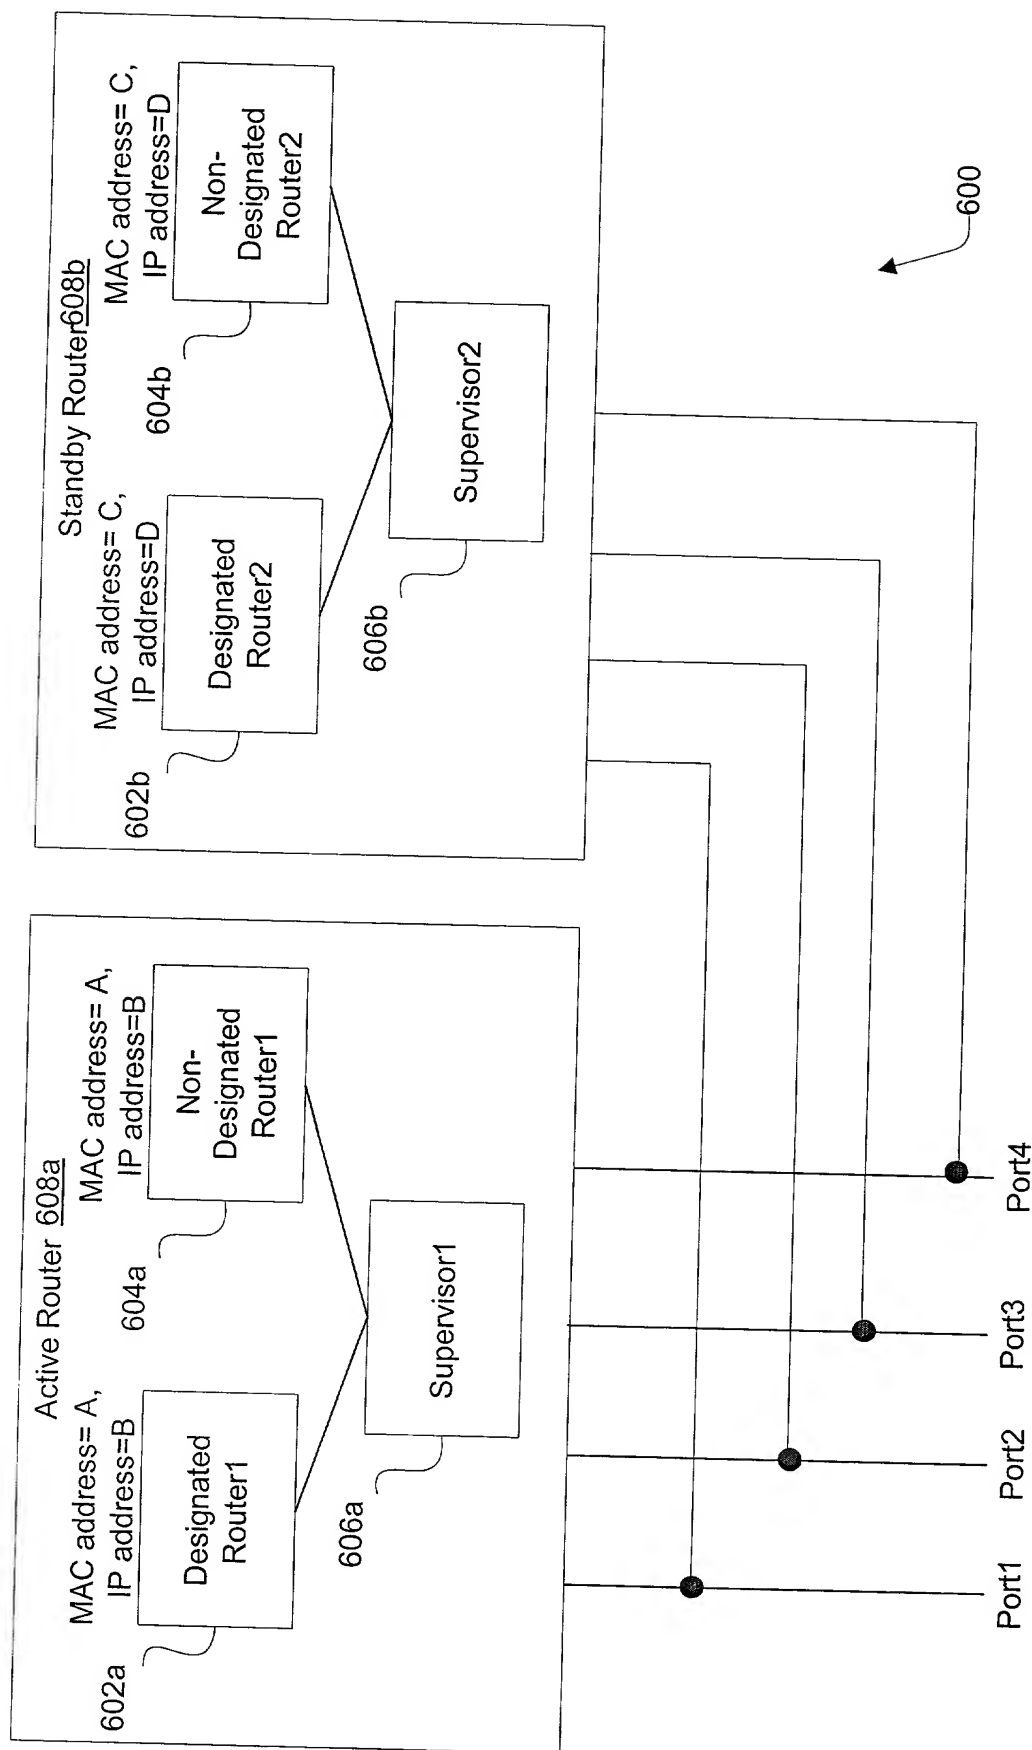 Active Router 608a
MAC address= A,
IP address=B
Designated
Router1
602a
MAC address= A,
IP address=B
Non-
Designated
Router1
604a
Supervisor1
606a
Standby Router608b
MAC address= C,
IP address=D
Designated
Router2
602b
MAC address= C,
IP address=D
Non-
Designated
Router2
604b
Supervisor2
606b
Port1
Port2
Port3
Port4
600